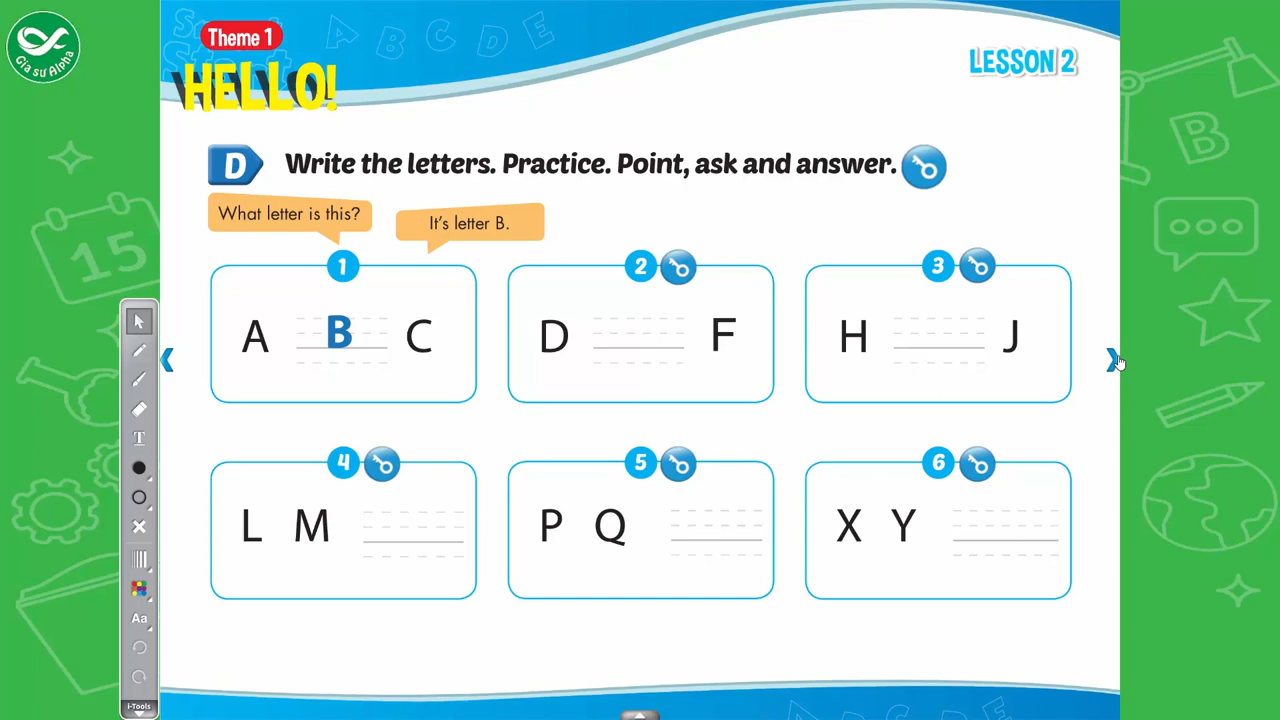 Gia sư Alpha
Theme 1
HELLO!
LESSON 2
D Write the letters. Practice. Point, ask and answer.
What letter is this?
It's letter B.
1
A B C
2
D F
3
H J
4
L M
5
P Q
6
X Y
T
Aa
i-Tools